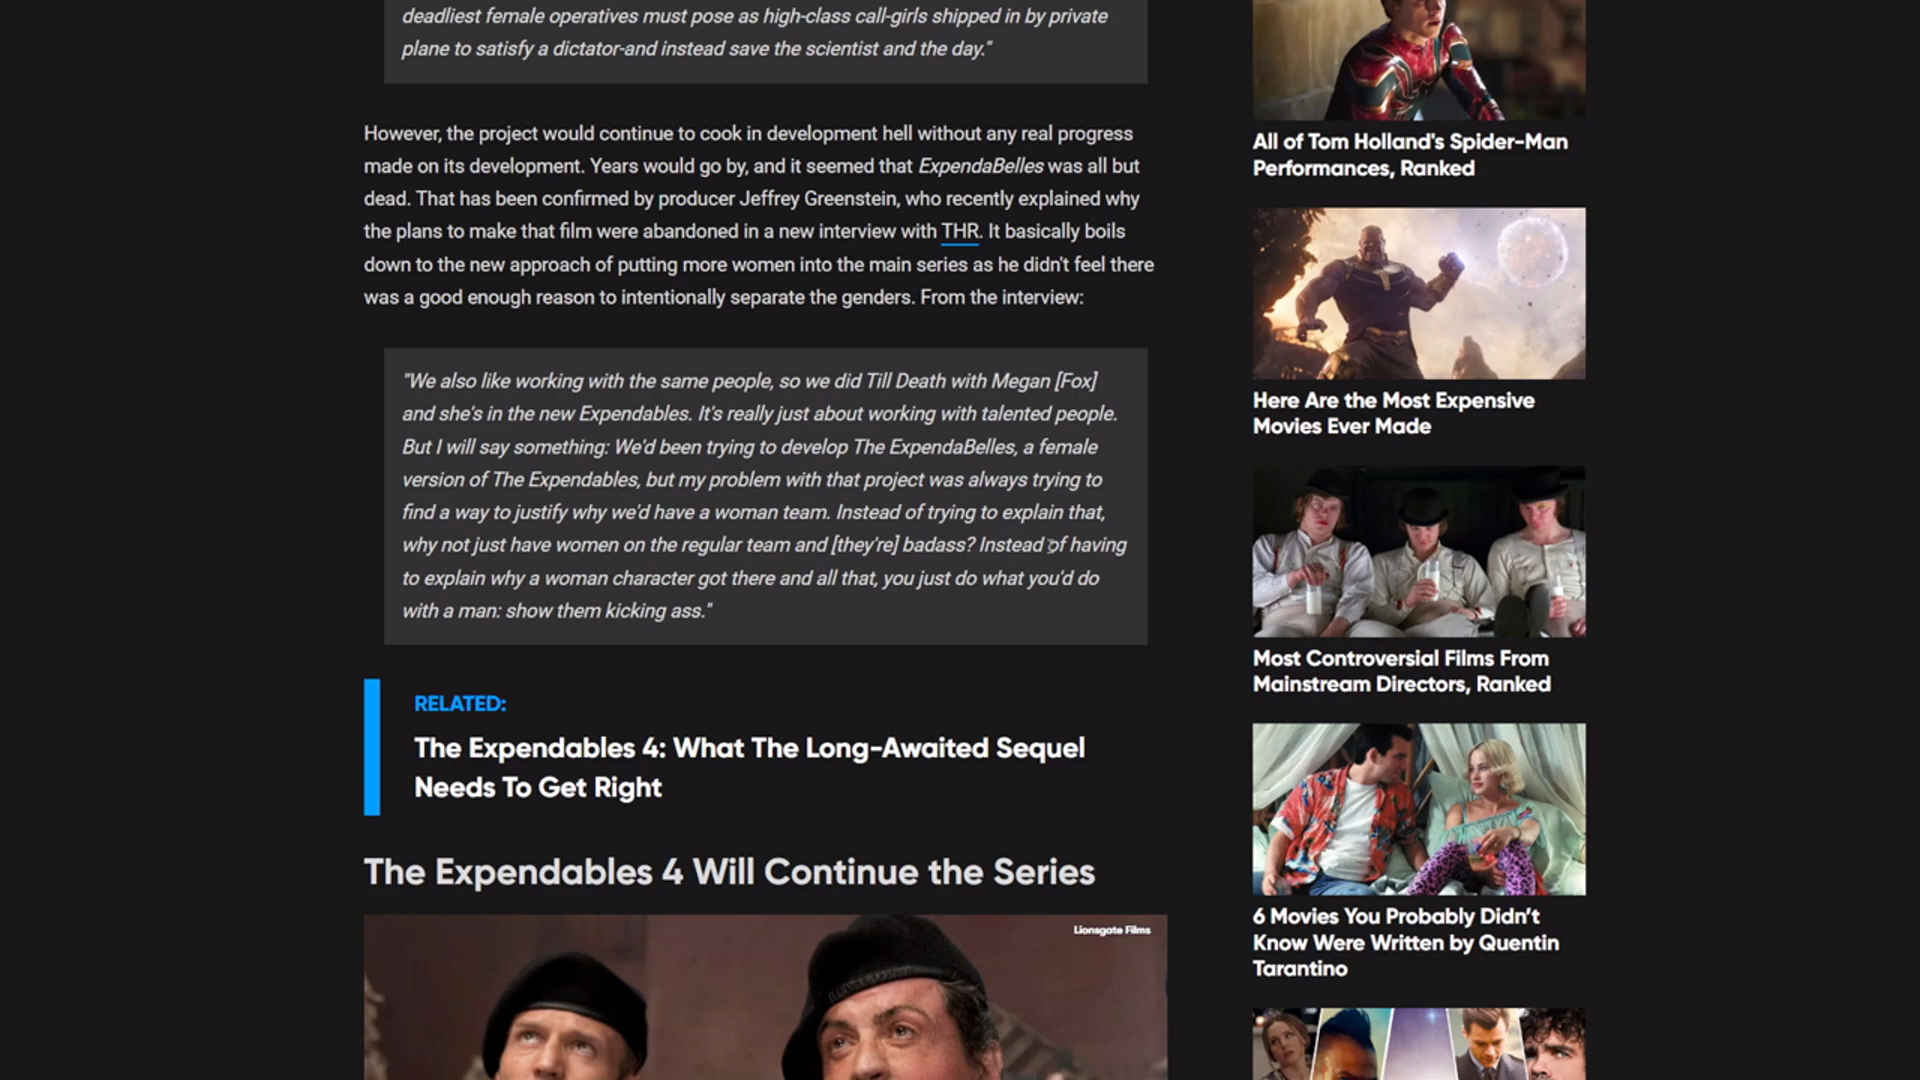 deadliest female operatives must pose as high-class call-girls shipped in by private
plane to satisfy a dictator-and instead save the scientist and the day."
However, the project would continue to cook in development hell without any real progress
made on its development. Years would go by, and it seemed that ExpendaBelles was all but
dead. That has been confirmed by producer Jeffrey Greenstein, who recently explained why
the plans to make that film were abandoned in a new interview with THR. It basically boils
down to the new approach of putting more women into the main series as he didn't feel there
was a good enough reason to intentionally separate the genders. From the interview:
"We also like working with the same people, so we did Till Death with Megan [Fox]
and she's in the new Expendables. It's really just about working with talented people.
But I will say something: We'd been trying to develop The ExpendaBelles, a female
version of The Expendables, but my problem with that project was always trying to
find a way to justify why we'd have a woman team. Instead of trying to explain that,
why not just have women on the regular team and [they're] badass? Instead of having
to explain why a woman character got there and all that, you just do what you'd do
with a man: show them kicking ass."
RELATED:
The Expendables 4: What The Long-Awaited Sequel
Needs To Get Right
The Expendables 4 Will Continue the Series
Lionsgate Films
All of Tom Holland's Spider-Man
Performances, Ranked
Here Are the Most Expensive
Movies Ever Made
Most Controversial Films From
Mainstream Directors, Ranked
6 Movies You Probably Didn't
Know Were Written by Quentin
Tarantino